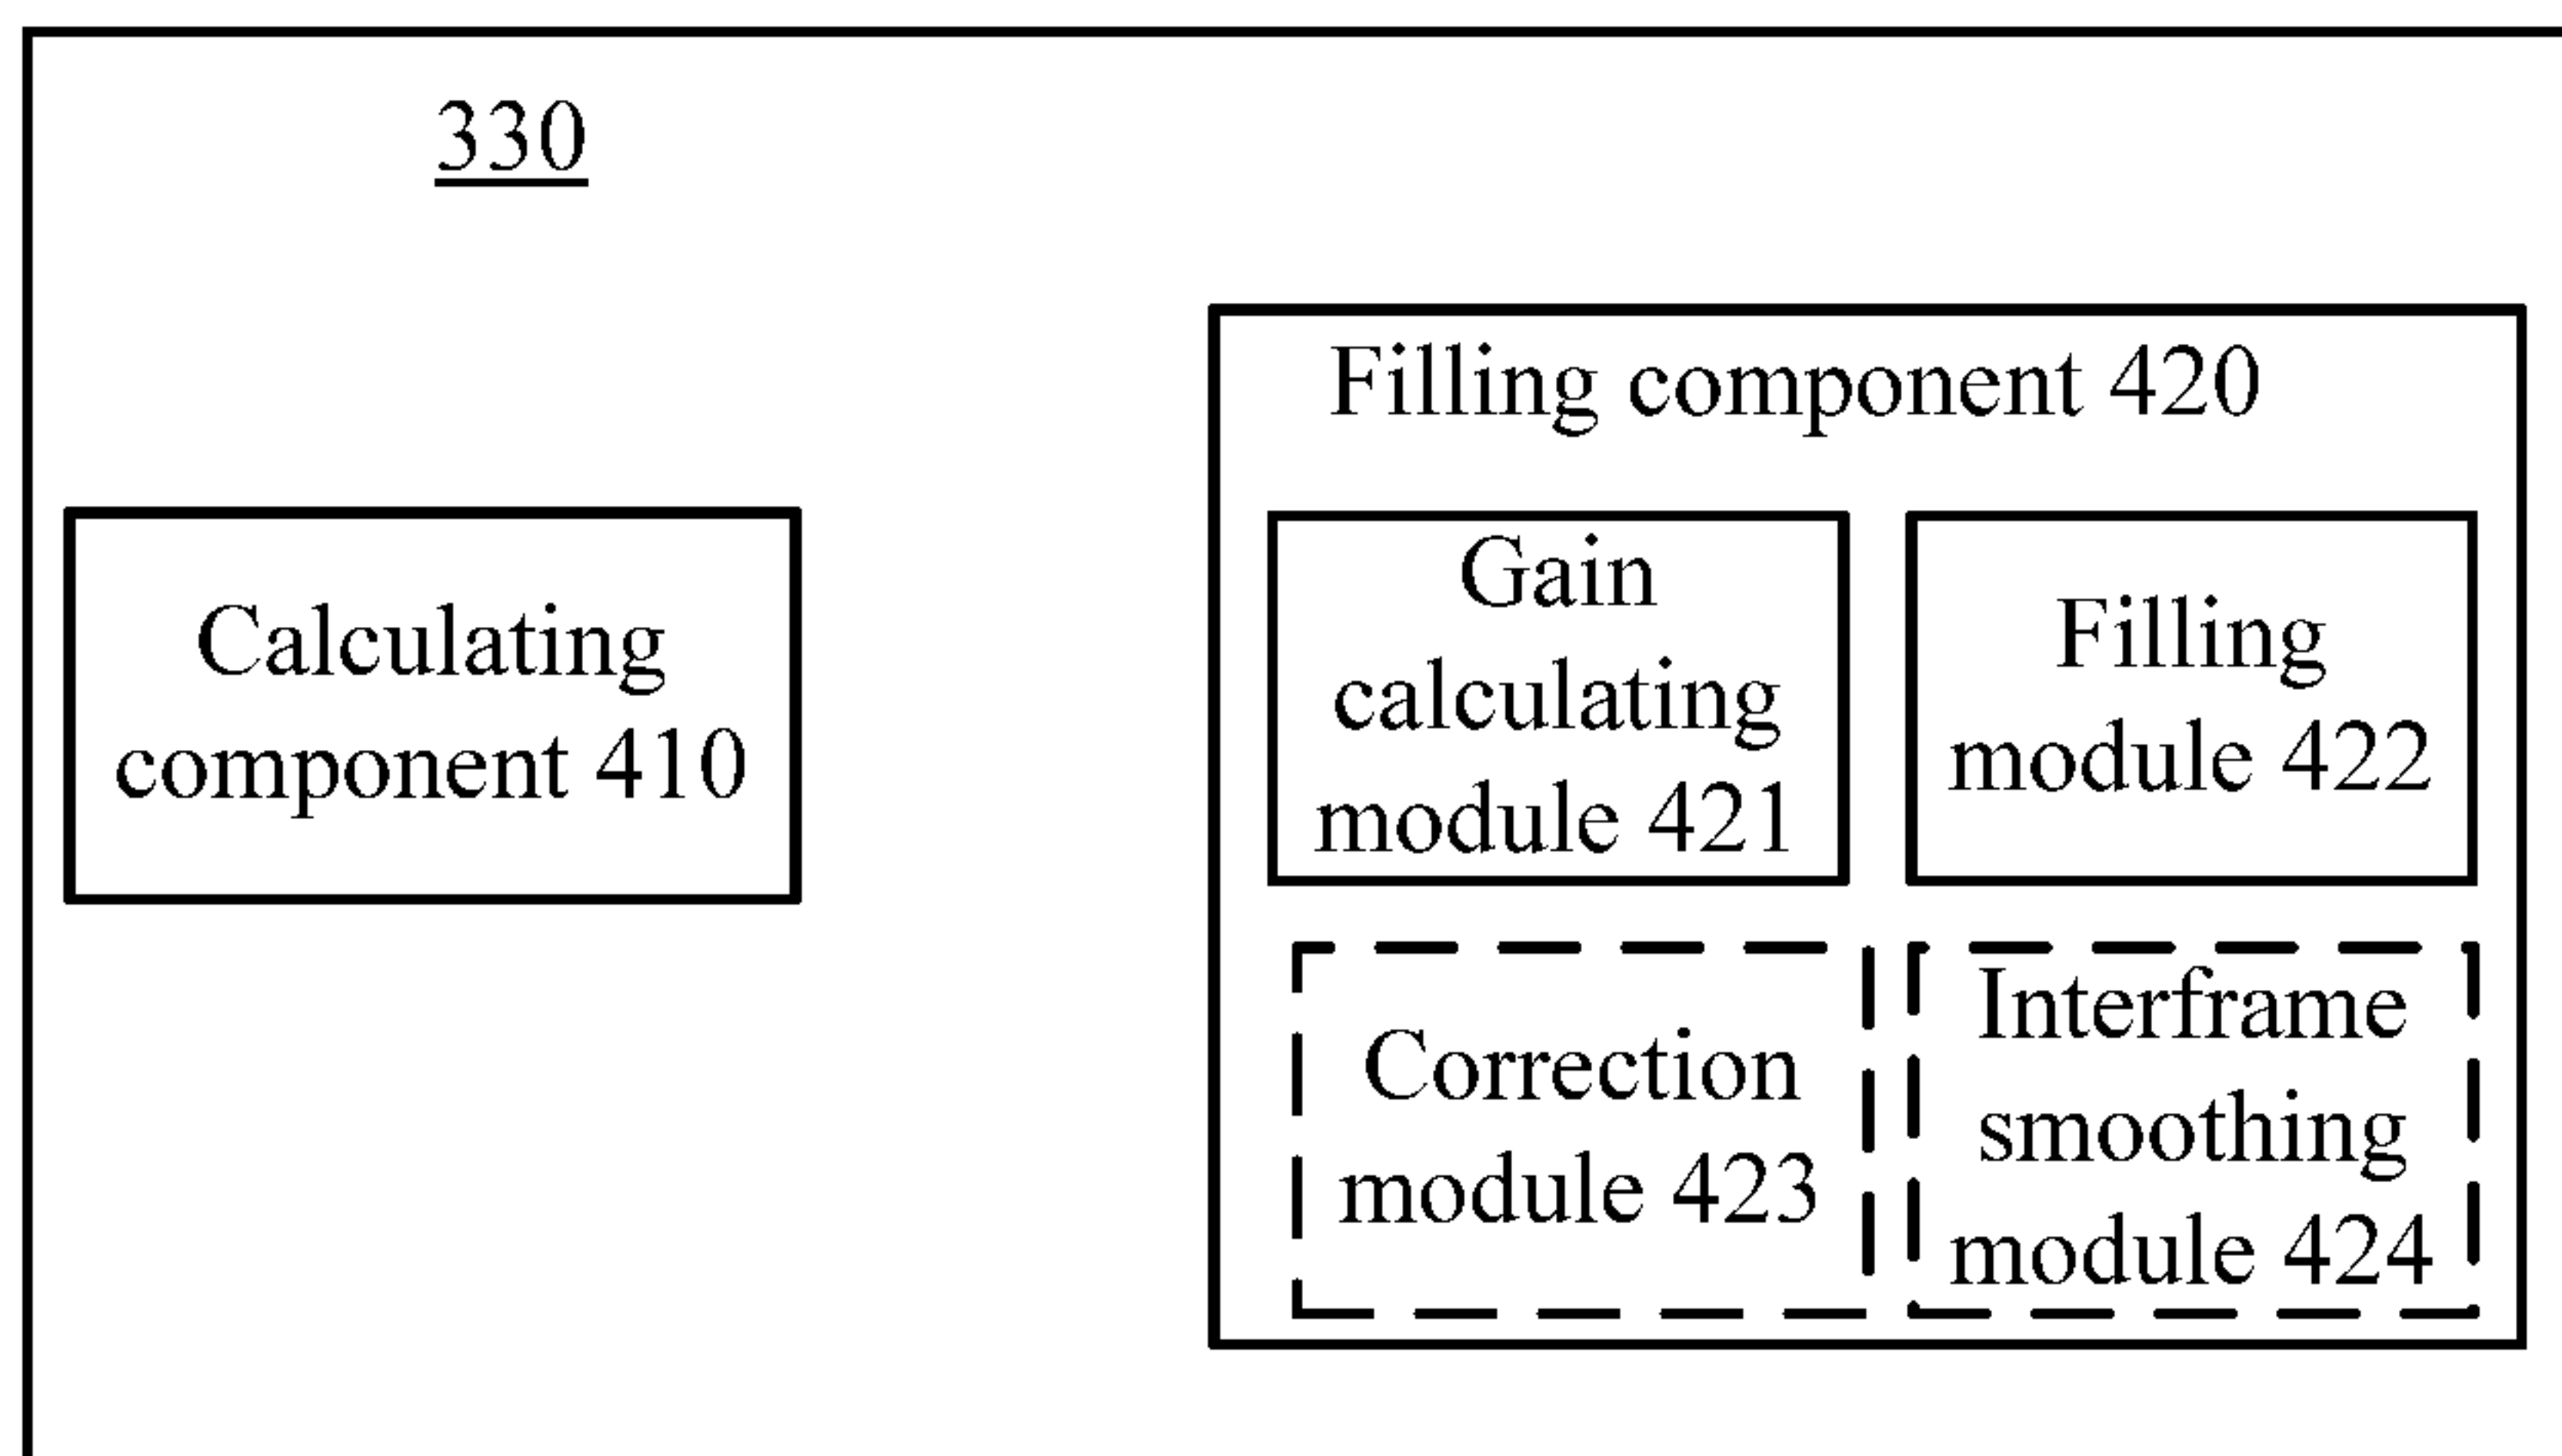 330
Calculating
component 410
Filling component 420
Gain
calculating
module 421
Filling
module 422
Correction
module 423
Interframe
smoothing
module 424